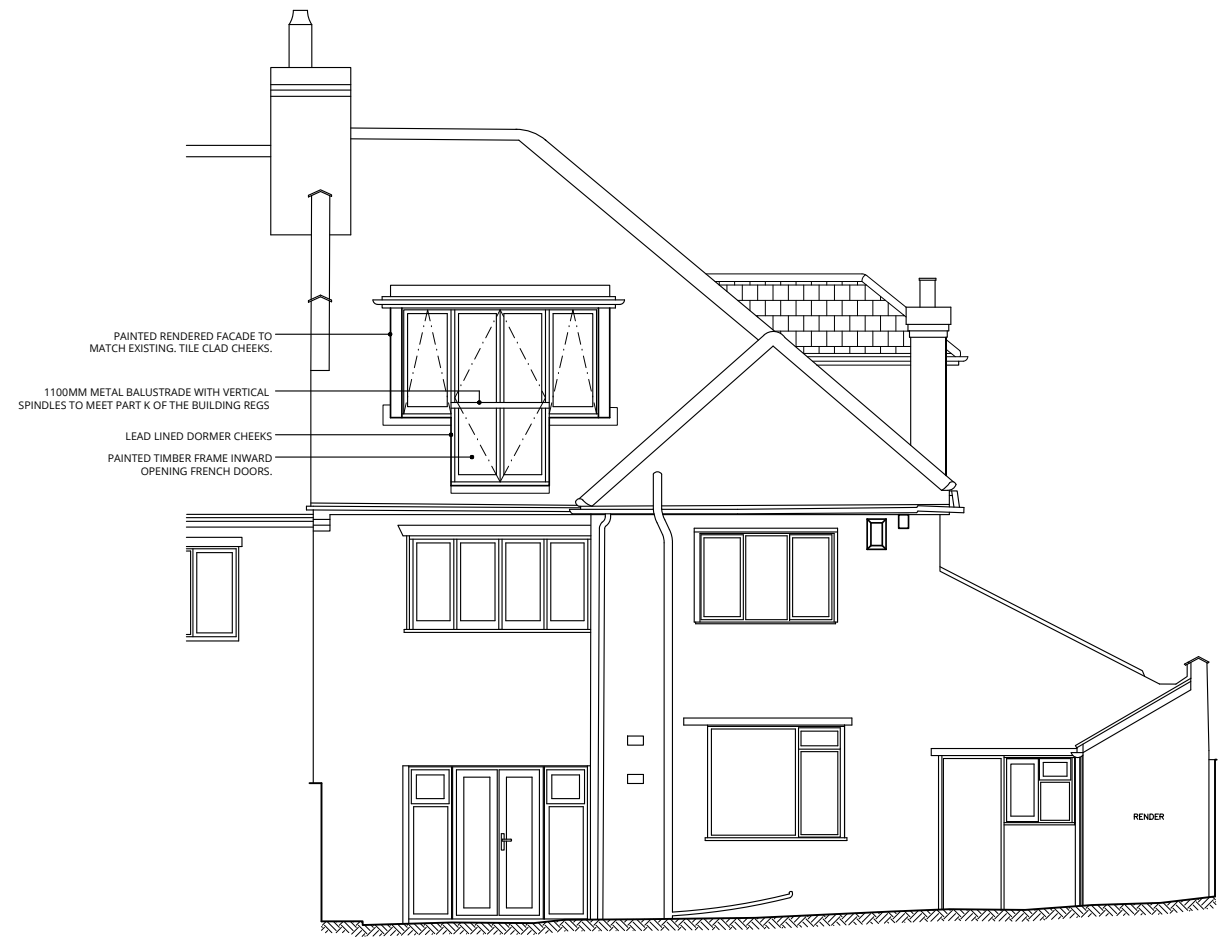 PAINTED RENDERED FACADE TO
MATCH EXISTING. TILE CLAD CHEEKS.
1100MM METAL BALUSTRADE WITH VERTICAL
SPINDLES TO MEET PART K OF THE BUILDING REGS
LEAD LINED DORMER CHEEKS
PAINTED TIMBER FRAME INWARD
OPENING FRENCH DOORS.
RENDER